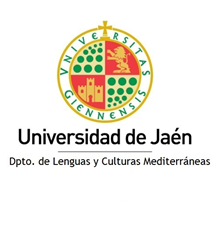 VNIVERSITAS
GIENNENSIS
Universidad de Jaén
Dpto. de Lenguas y Culturas Mediterráneas